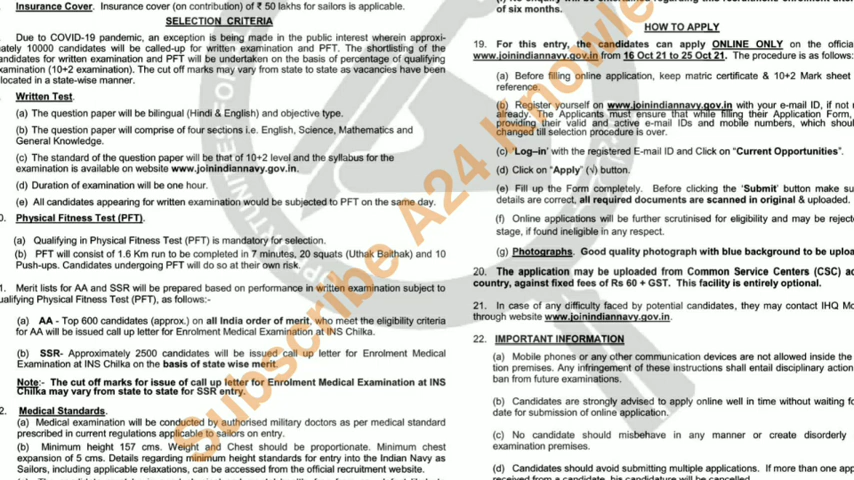 Insurance Cover. Insurance cover (on contribution) of ₹ 50 lakhs for sailors is applicable.
SELECTION CRITERIA
Due to COVID-19 pandemic, an exception is being made in the public interest wherein approxi-
mately 10000 candidates will be called-up for written examination and PFT. The shortlisting of
andidates for written examination and PFT will be undertaken on the basis of percentage of qualifying
xamination (10+2 examination). The cut off marks may vary from state to state as vacancies have been
llocated in a state-wise manner.
Written Test.
(a) The question paper will be bilingual (Hindi & English) and objective type.
(b) The question paper will comprise of four sections i.e. English, Science, Mathematics and
General Knowledge.
(c) The standard of the question paper will be that of 10+2 level and the syllabus for the
examination is available on website www.joinindiannavy.gov.in.
(d) Duration of examination will be one hour.
(e) All candidates appearing for written examination would be subjected to PFT on the same day.
0. Physical Fitness Test (PFT).
(a) Qualifying in Physical Fitness Test (PFT) is mandatory for selection.
(b) PFT will consist of 1.6 Km run to be completed in 7 minutes, 20 squats (Uthak Baithak) and 10
Push-ups. Candidates undergoing PFT will do so at their own risk.
1. Merit lists for AA and SSR will be prepared based on performance in written examination subject to
ualifying Physical Fitness Test (PFT), as follows:-
(a) AA - Top 600 candidates (approx.) on all India order of merit, who meet the eligibility criteria
for AA will be issued call up letter for Enrolment Medical Examination at INS Chilka.
(b) SSR- Approximately 2500 candidates will be issued call up letter for Enrolment Medical
Examination at INS Chilka on the basis of state wise merit.
Note:- The cut off marks for issue of call up letter for Enrolment Medical Examination at INS
Chilka may vary from state to state for SSR entry.
2. Medical Standards.
(a) Medical examination will be conducted by authorised military doctors as per medical standard
prescribed in current regulations applicable to sailors on entry.
(b) Minimum height 157 cms. Weight and Chest should be proportionate. Minimum chest
expansion of 5 cms. Details regarding minimum height standards for entry into the Indian Navy as
Sailors, including applicable relaxations, can be accessed from the official recruitment website.
of six months.
HOW TO APPLY
19. For this entry, the candidates can apply ONLINE ONLY on the officia
www.joinindiannavy.gov.in from 16 Oct 21 to 25 Oct 21. The procedure is as follows:
(a) Before filling online application, keep matric certificate & 10+2 Mark sheet
reference.
(b) Register yourself on www.joinindiannavy.gov.in with your e-mail ID, if not
already. The Applicants must ensure that while filling their Application Form,
providing their valid and active e-mail IDs and mobile numbers, which shou
changed till selection procedure is over.
(c) 'Log–in' with the registered E-mail ID and Click on "Current Opportunities".
(d) Click on "Apply" (√) button.
(e) Fill up the Form completely. Before clicking the 'Submit' button make su
details are correct, all required documents are scanned in original & uploaded.
(f) Online applications will be further scrutinised for eligibility and may be reject
stage, if found ineligible in any respect.
(g) Photographs. Good quality photograph with blue background to be uploa
20. The application may be uploaded from Common Service Centers (CSC) ac
country, against fixed fees of Rs 60 + GST. This facility is entirely optional.
21. In case of any difficulty faced by potential candidates, they may contact IHQ Mo
through website www.joinindiannavy.gov.in.
22. IMPORTANT INFORMATION
(a) Mobile phones or any other communication devices are not allowed inside the
tion premises. Any infringement of these instructions shall entail disciplinary action
ban from future examinations.
(b) Candidates are strongly advised to apply online well in time without waiting fo
date for submission of online application.
(c) No candidate should misbehave in any manner or create disorderly
examination premises.
(d) Candidates should avoid submitting multiple applications. If more than one app
received from a candidate, his candidature will be cancelled.
Subscribe A24 Knowle